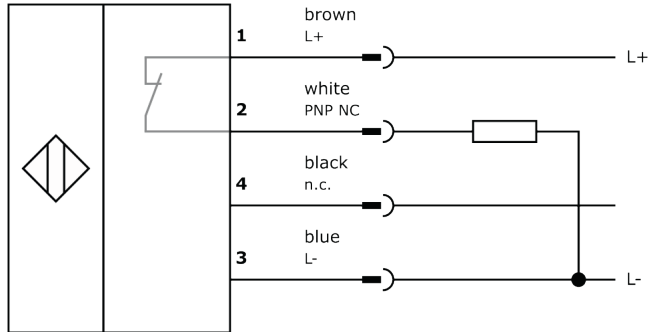 brown
1 L+ L+
white
2 PNP NC
black
4 n.c.
blue
3 L- L-